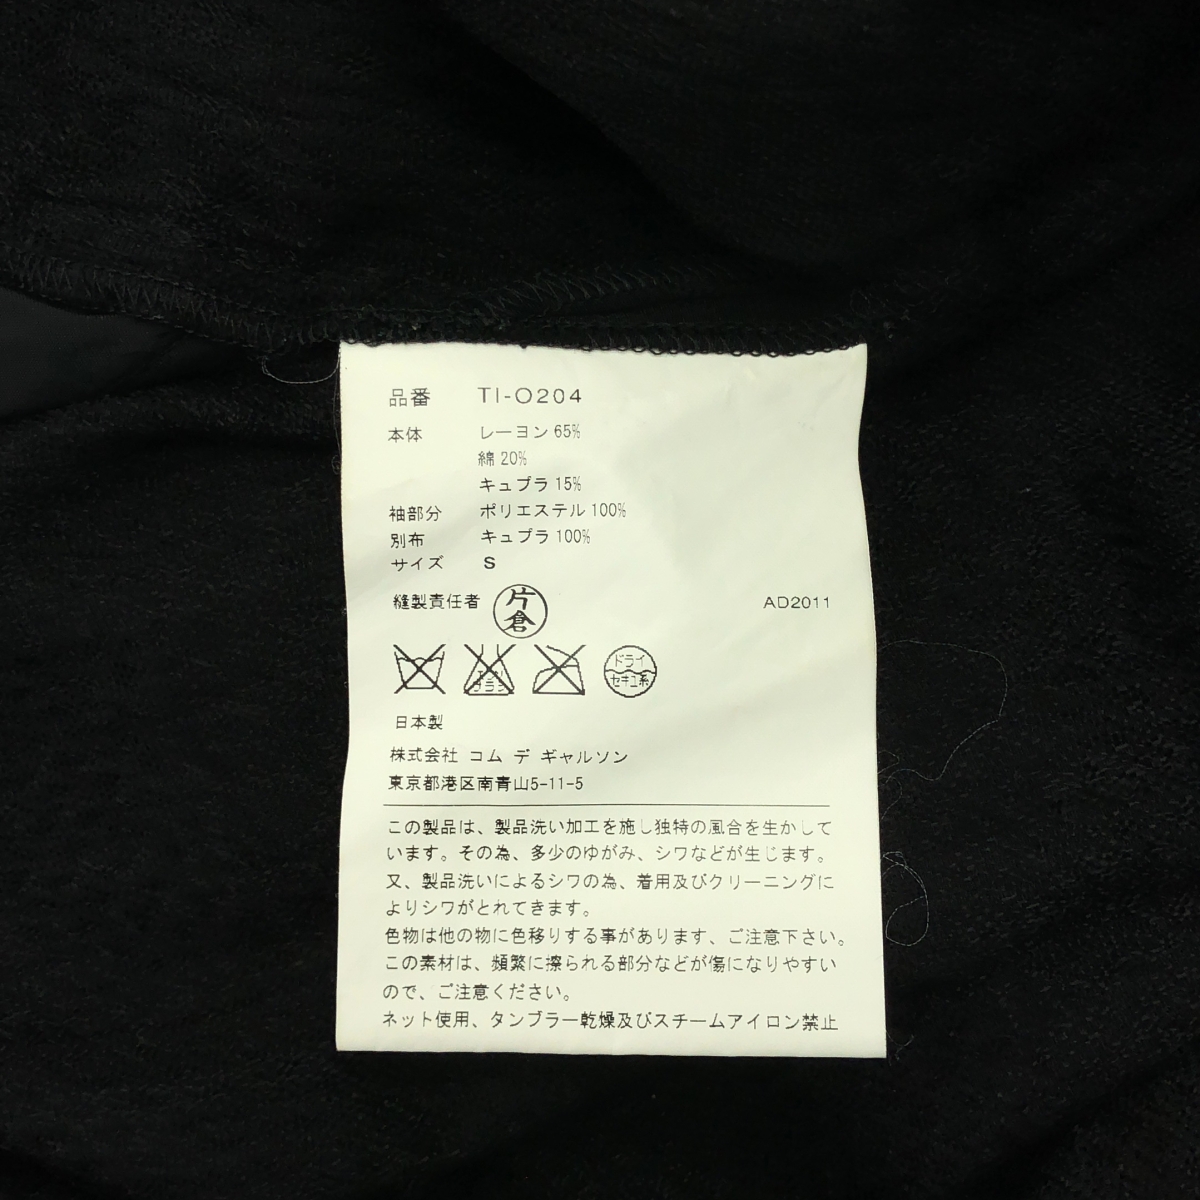 品番 TI-O204
本体 レーヨン 65%
綿 20%
キュプラ 15%
袖部分 ポリエステル 100%
別布 キュプラ 100%
サイズ S
縫製責任者 片倉 AD2011
エンソ
ブラシ
ドライ
セキユ系
日本製
株式会社 コム デ ギャルソン
東京都港区南青山5-11-5
この製品は、製品洗い加工を施し独特の風合を生かして
います。その為、多少のゆがみ、シワなどが生じます。
又、製品洗いによるシワの為、着用及びクリーニングに
よりシワがとれてきます。
色物は他の物に色移りする事があります、ご注意下さい。
この素材は、頻繁に擦られる部分などが傷になりやすい
ので、ご注意ください。
ネット使用、タンブラー乾燥及びスチームアイロン禁止